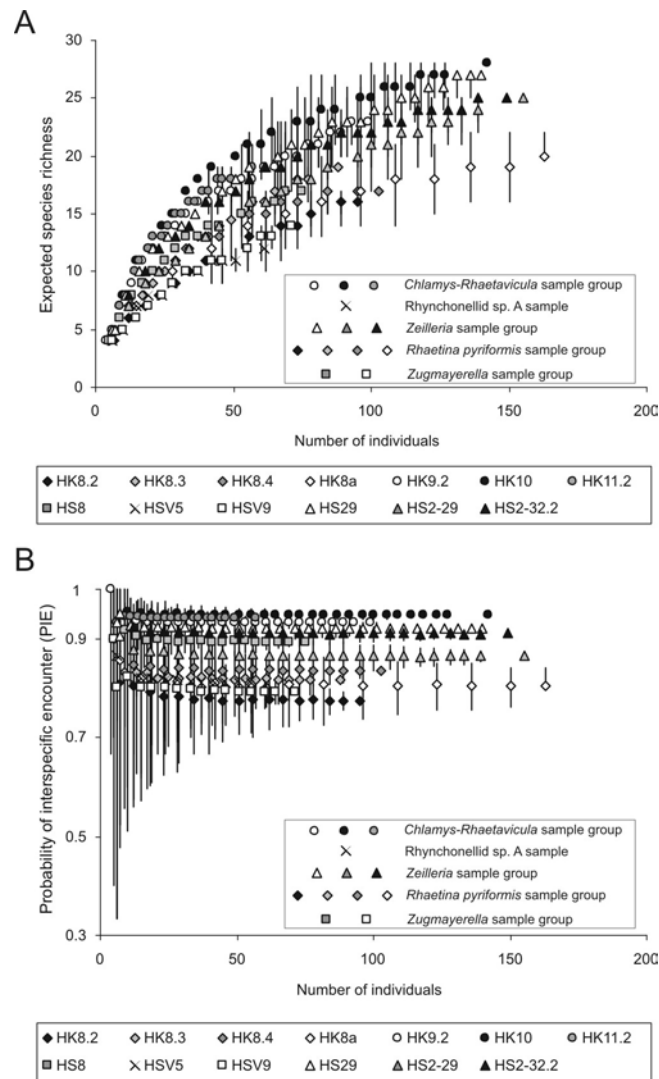 A
30
25
20
15
10
5
0
Expected species richness
Chlamys-Rhaetavicula sample group
Rhynchonellid sp. A sample
Zeilleria sample group
Rhaetina pyriformis sample group
Zugmayerella sample group
0 50 100 150 200
Number of individuals
HK8.2 HK8.3 HK8.4 HK8a HK9.2 HK10 HK11.2
HS8 HSV5 HSV9 HS29 HS2-29 HS2-32.2
B
1
0.9
0.7
0.5
0.3
Probability of interspecific encounter (PIE)
Chlamys-Rhaetavicula sample group
Rhynchonellid sp. A sample
Zeilleria sample group
Rhaetina pyriformis sample group
Zugmayerella sample group
0 50 100 150 200
Number of individuals
HK8.2 HK8.3 HK8.4 HK8a HK9.2 HK10 HK11.2
HS8 HSV5 HSV9 HS29 HS2-29 HS2-32.2